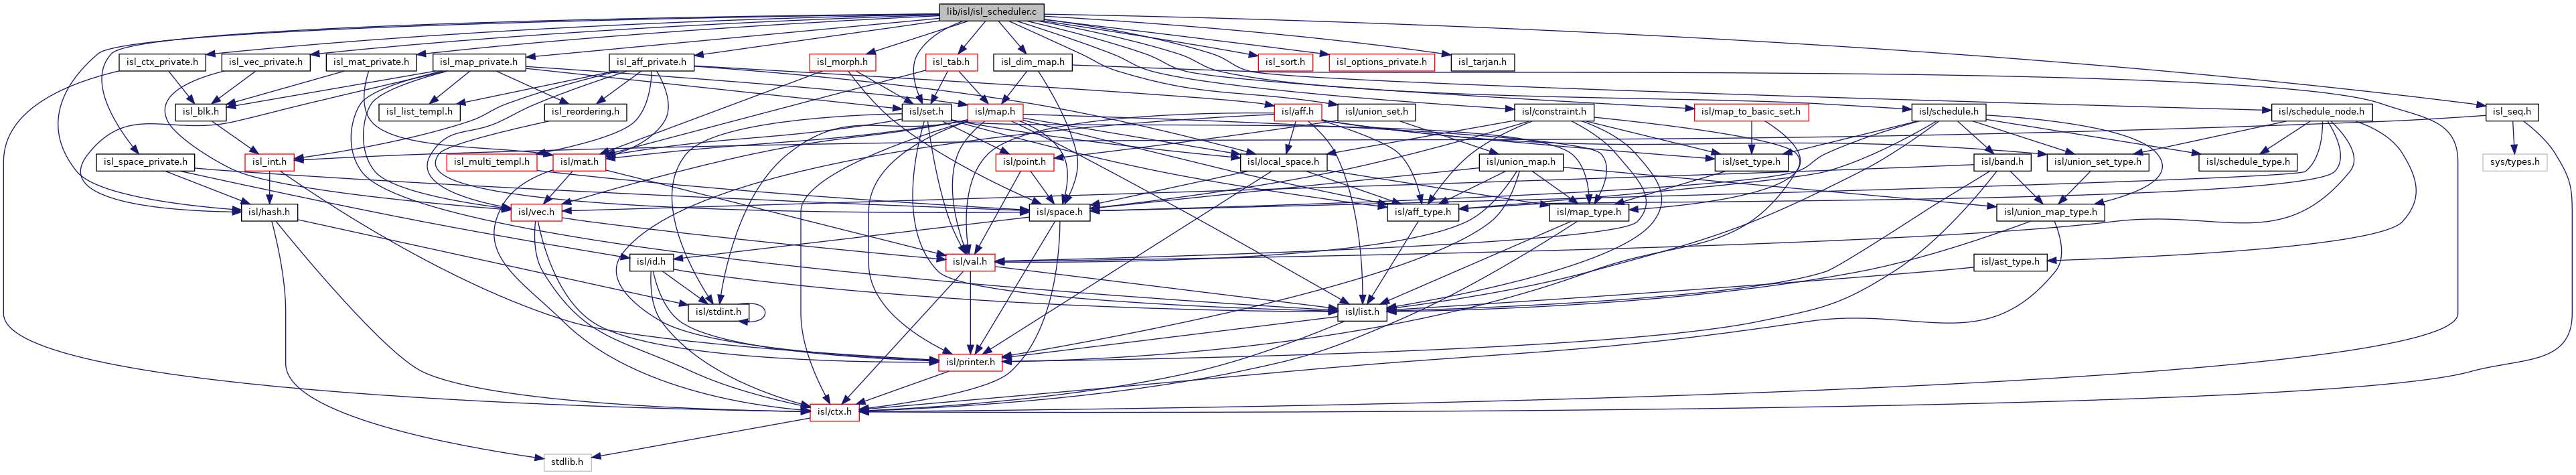 lib/isl/isl_scheduler.c
isl_ctx_private.h
isl_vec_private.h
isl_mat_private.h
isl_map_private.h
isl_aff_private.h
isl_morph.h
isl_tab.h
isl_dim_map.h
isl_sort.h
isl_options_private.h
isl_tarjan.h
isl_blk.h
isl_list_templ.h
isl_reordering.h
isl/set.h
isl/map.h
isl/aff.h
isl/union_set.h
isl/constraint.h
isl/map_to_basic_set.h
isl/schedule.h
isl/schedule_node.h
isl_seq.h
isl_space_private.h
isl_int.h
isl_multi_templ.h
isl/mat.h
isl/point.h
isl/local_space.h
isl/union_map.h
isl/set_type.h
isl/band.h
isl/union_set_type.h
isl/schedule_type.h
sys/types.h
isl/hash.h
isl/vec.h
isl/space.h
isl/aff_type.h
isl/map_type.h
isl/union_map_type.h
isl/id.h
isl/val.h
isl/ast_type.h
isl/stdint.h
isl/list.h
isl/printer.h
isl/ctx.h
stdlib.h